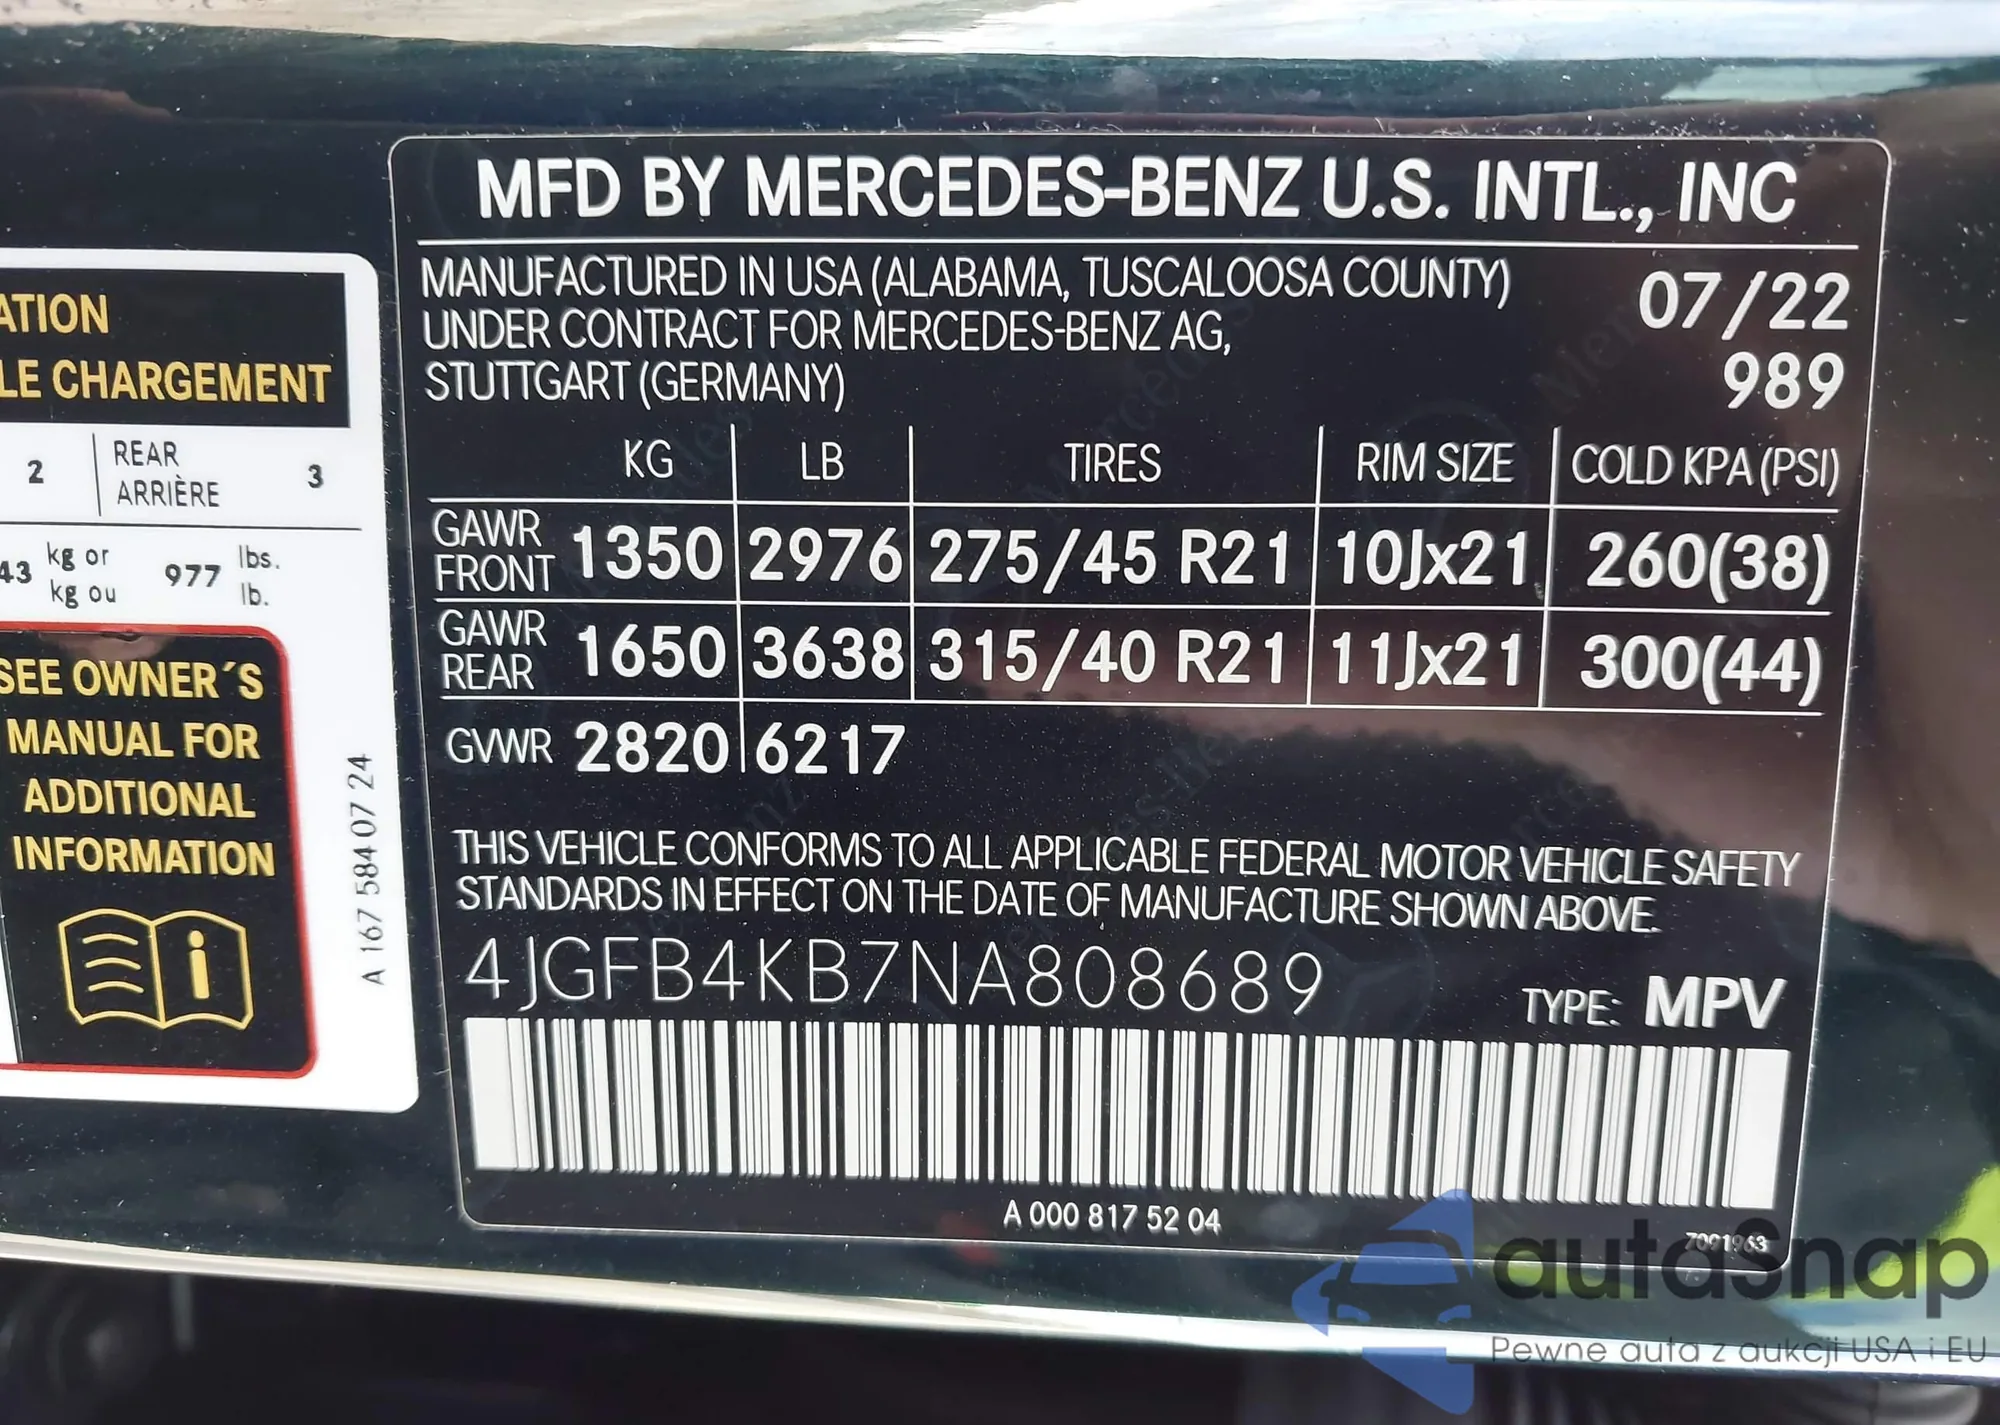 ATION
LE CHARGEMENT
2 REAR 3
ARRIÈRE
43 kg or 977 lbs.
kg ou lb.
SEE OWNER´S
MANUAL FOR
ADDITIONAL
INFORMATION
A 167 584 07 24
MFD BY MERCEDES-BENZ U.S. INTL., INC
MANUFACTURED IN USA (ALABAMA, TUSCALOOSA COUNTY) 07/22
UNDER CONTRACT FOR MERCEDES-BENZ AG,
STUTTGART (GERMANY) 989
KG LB TIRES RIM SIZE COLD KPA (PSI)
GAWR FRONT 1350 2976 275/45 R21 10Jx21 260(38)
GAWR REAR 1650 3638 315/40 R21 11Jx21 300(44)
GVWR 2820 6217
THIS VEHICLE CONFORMS TO ALL APPLICABLE FEDERAL MOTOR VEHICLE SAFETY
STANDARDS IN EFFECT ON THE DATE OF MANUFACTURE SHOWN ABOVE.
4JGFB4KB7NA808689 TYPE: MPV
A 000 817 52 04
7091963
autoSnap
Pewne auta z aukcji USA i EU